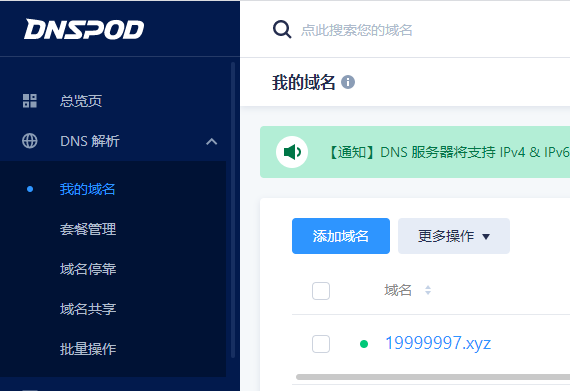 DNSPOD
点此搜索您的域名
我的域名
总览页
DNS 解析
【通知】DNS 服务器将支持 IPv4 & IPv6
我的域名
套餐管理
域名停靠
域名共享
批量操作
添加域名
更多操作
域名
19999997.xyz